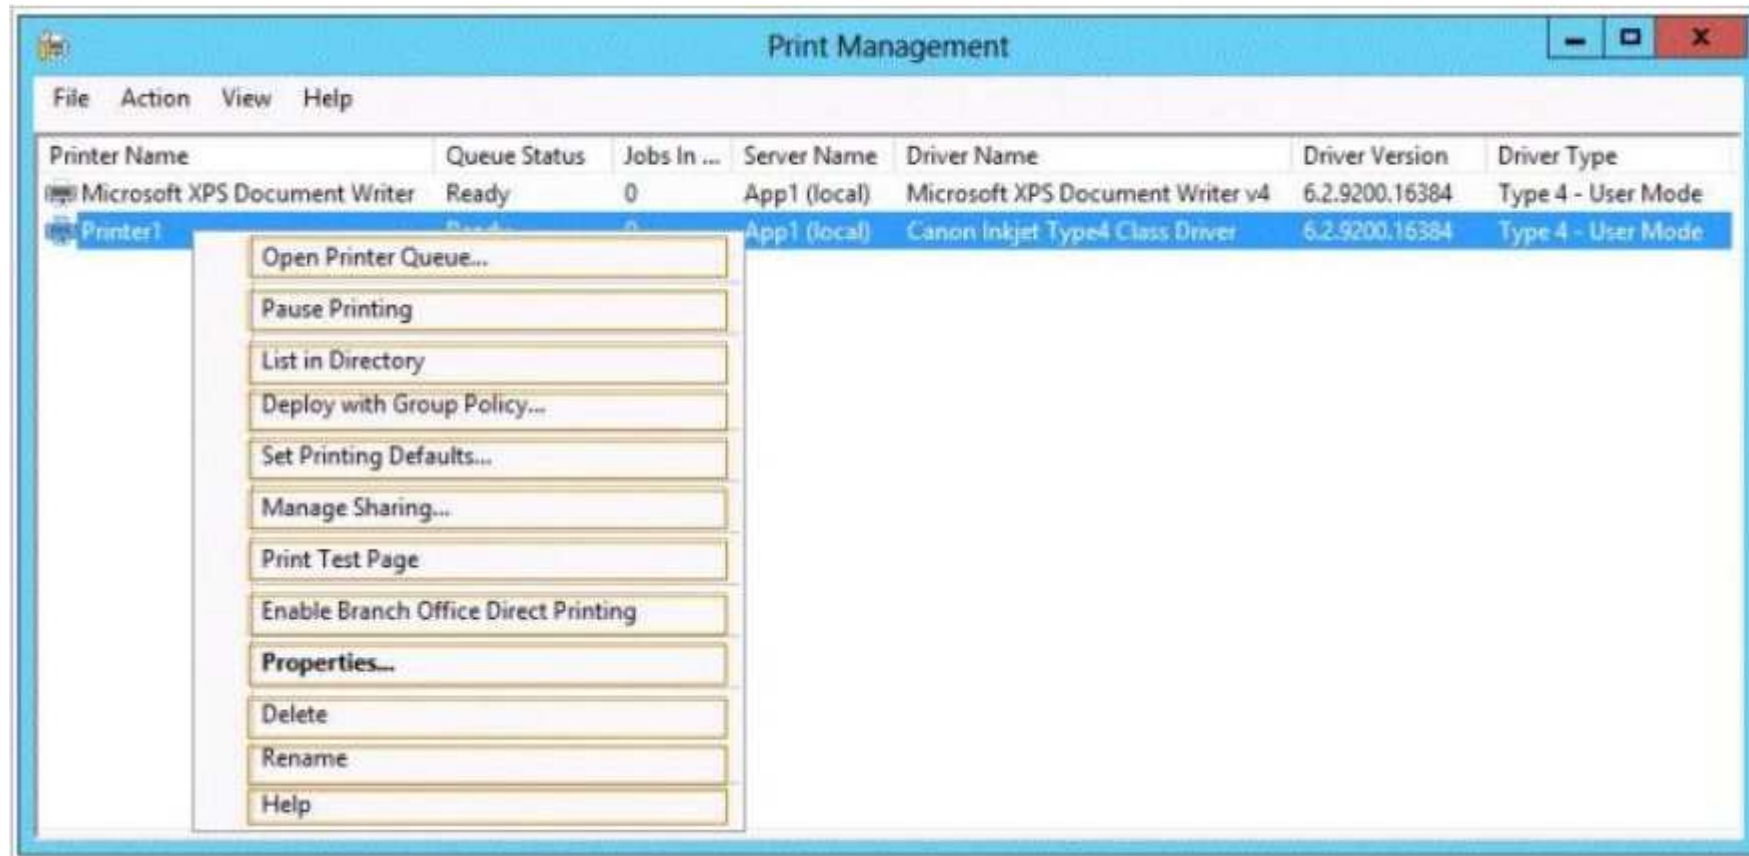 Print Management
File Action View Help
Printer Name Queue Status Jobs In ... Server Name Driver Name Driver Version Driver Type
Microsoft XPS Document Writer Ready 0 App1 (local) Microsoft XPS Document Writer v4 6.2.9200.16384 Type 4 - User Mode
Printer1 Ready 0 App1 (local) Canon Inkjet Type4 Class Driver 6.2.9200.16384 Type 4 - User Mode
Open Printer Queue...
Pause Printing
List in Directory
Deploy with Group Policy...
Set Printing Defaults...
Manage Sharing...
Print Test Page
Enable Branch Office Direct Printing
Properties...
Delete
Rename
Help